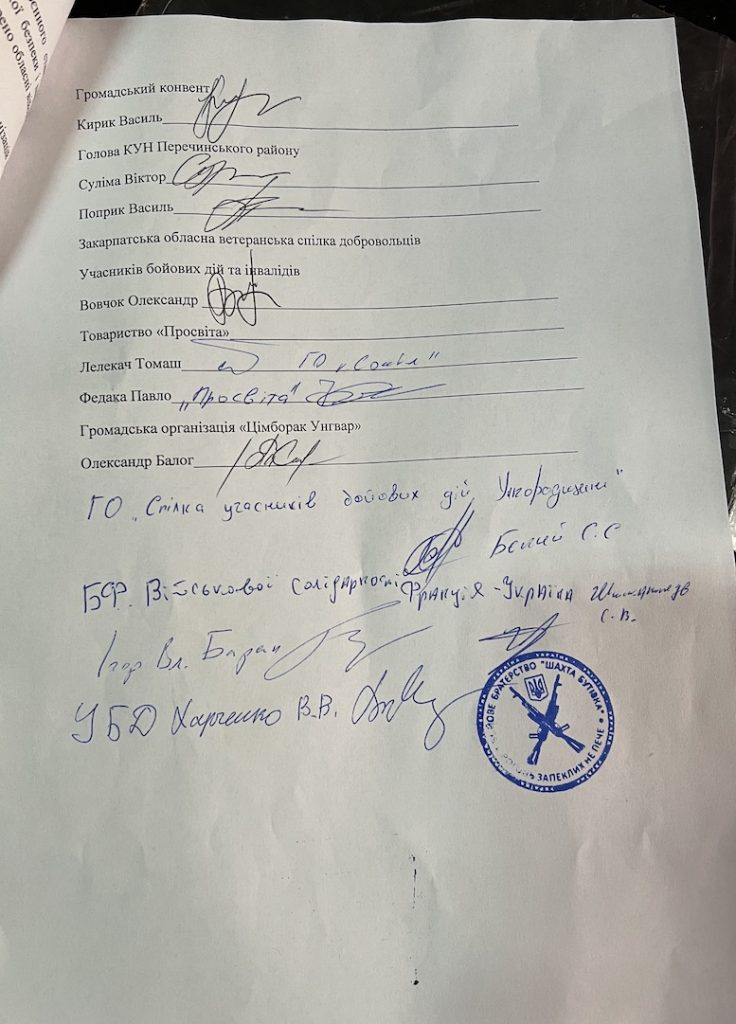 Громадський конвент
Кирик Василь
Голова КУН Перечинського району
Суліма Віктор
Поприк Василь
Закарпатська обласна ветеранська спілка добровольців
Учасників бойових дій та інвалідів
Вовчок Олександр
Товариство «Просвіта»
Лелекач Томаш ГО „Сокіл"
Федака Павло „Просвіта"
Громадська організація «Цімборак Унгвар»
Олександр Балог
ГО „Спілка учасників бойових дій Ужгородщини"
С.С
БФ. Військової солідарності Франція-Україна
С.В.
Ігор Вл. Баран
УБД Харченко В.В.
БРАТЕРСТВО "ШАХТА БУТІВКА"
ЗАПЕКЛИХ НЕ ПЕЧЕ
УКРАЇНА